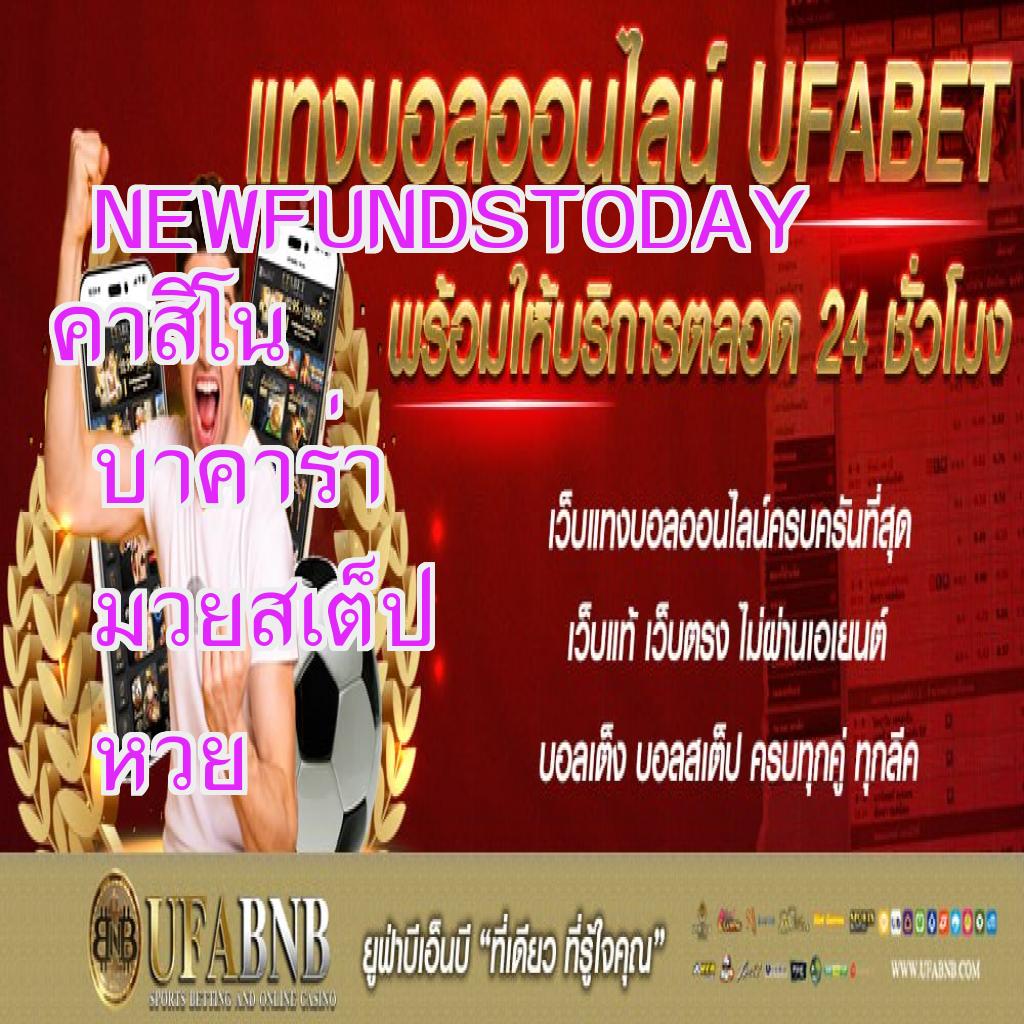 แทงบอลออนไลน์ UFABET
NEWFUNDSTODAY
คาสิโน
พร้อมให้บริการตลอด 24 ชั่วโมง
บาคาร่า
เว็บแทงบอลออนไลน์ครบครันที่สุด
มวยสเต็ป
เว็บแท้ เว็บตรง ไม่ผ่านเอเยนต์
หวย
บอลเต็ง บอลสเต็ป ครบทุกคู่ ทุกลีค
BNB
UFABNB
SPORTS BETTING AND ONLINE CASINO
ยูฟ่าบีเอ็นบี “ที่เดียว ที่รู้ใจคุณ”
WWW.UFABNB.COM